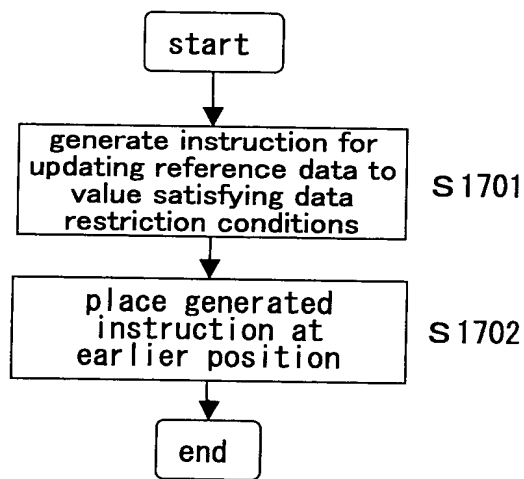 start
generate instruction for
updating reference data to
value satisfying data
restriction conditions
S1701
place generated
instruction at
earlier position
S1702
end